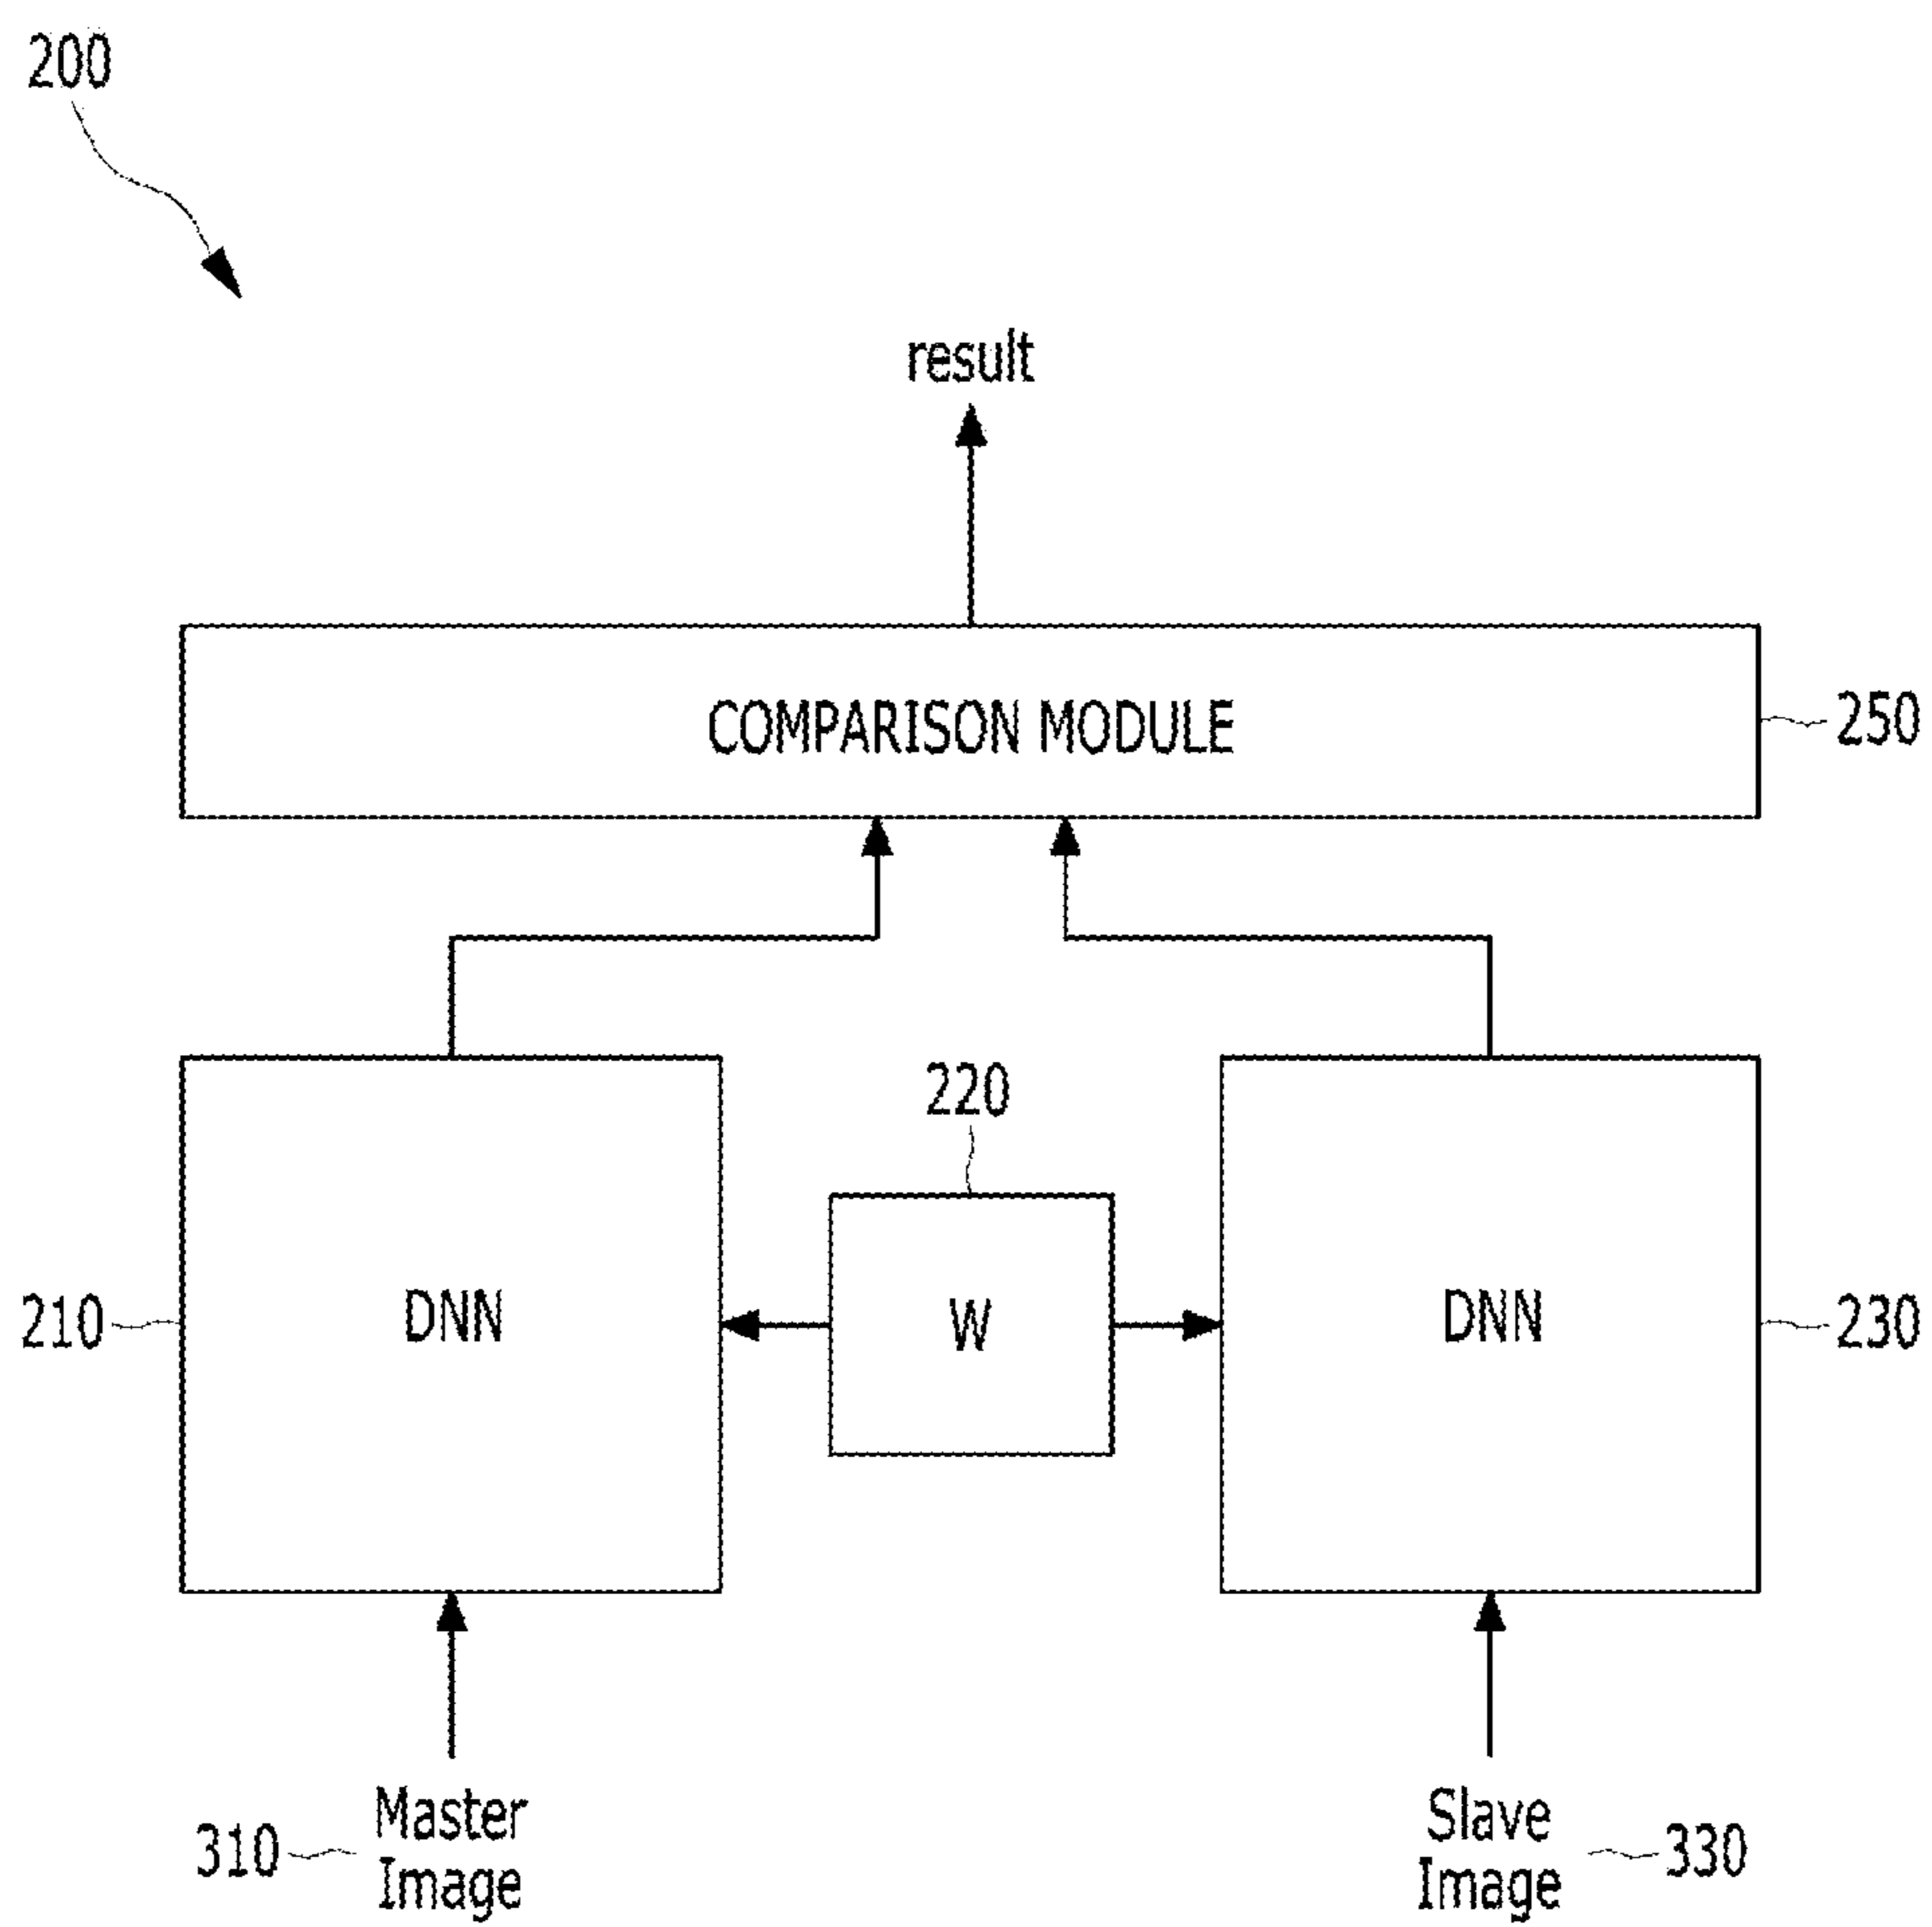 200
result
COMPARISON MODULE
250
220
210
DNN
W
DNN
230
310
Master
Image
Slave
Image
330